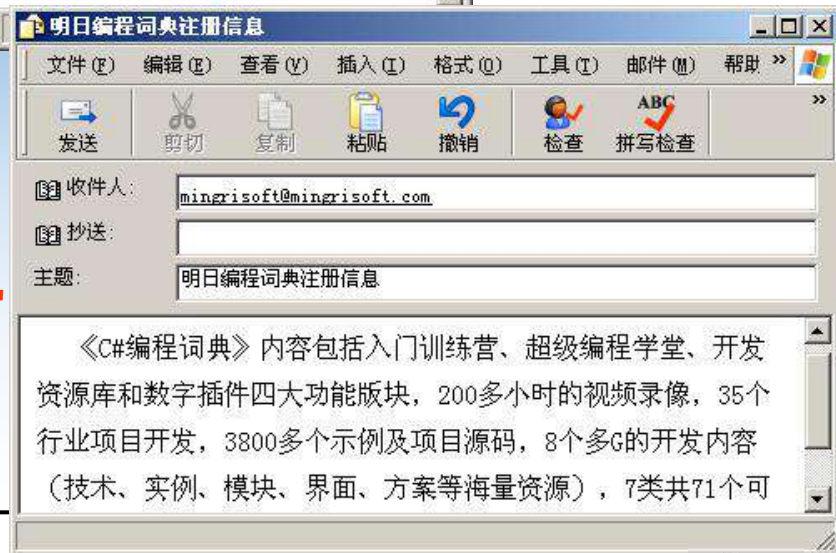 明日编程词典注册信息
文件(F) 编辑(E) 查看(V) 插入(I) 格式(O) 工具(T) 邮件(M) 帮助 »
发送 剪切 复制 粘贴 撤销 检查 ABC 拼写检查 »
收件人: mingrisoft@mingrisoft.com
抄送:
主题: 明日编程词典注册信息
《C#编程词典》内容包括入门训练营、超级编程学堂、开发
资源库和数字插件四大功能版块，200多小时的视频录像，35个
行业项目开发，3800多个示例及项目源码，8个多G的开发内容
（技术、实例、模块、界面、方案等海量资源），7类共71个可